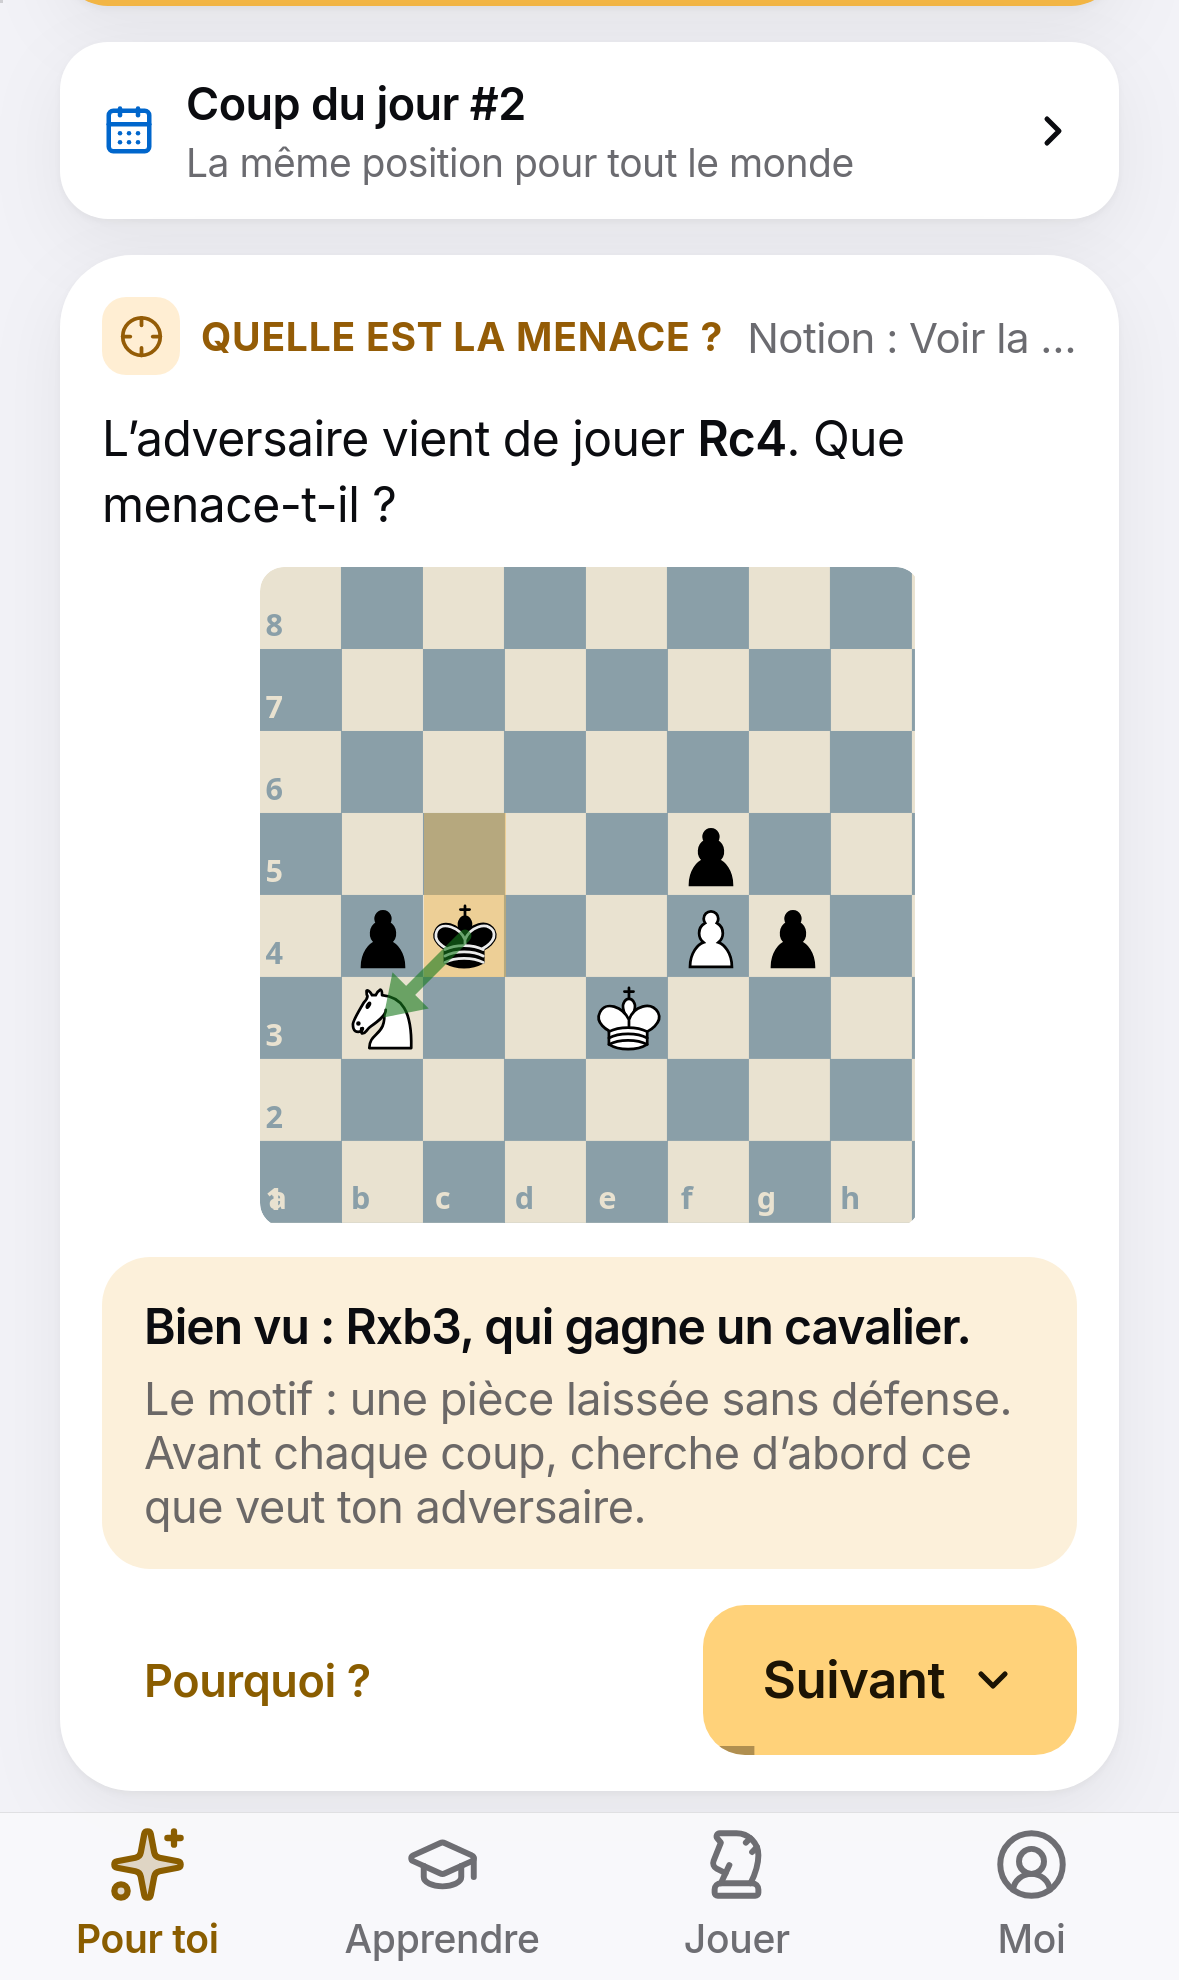 Coup du jour #2
La même position pour tout le monde
QUELLE EST LA MENACE ? Notion : Voir la ...
L’adversaire vient de jouer Rc4. Que
menace-t-il ?
8
7
6
5
4
3
2
1
a b c d e f g h
Bien vu : Rxb3, qui gagne un cavalier.
Le motif : une pièce laissée sans défense.
Avant chaque coup, cherche d’abord ce
que veut ton adversaire.
Pourquoi ?
Suivant
Pour toi
Apprendre
Jouer
Moi